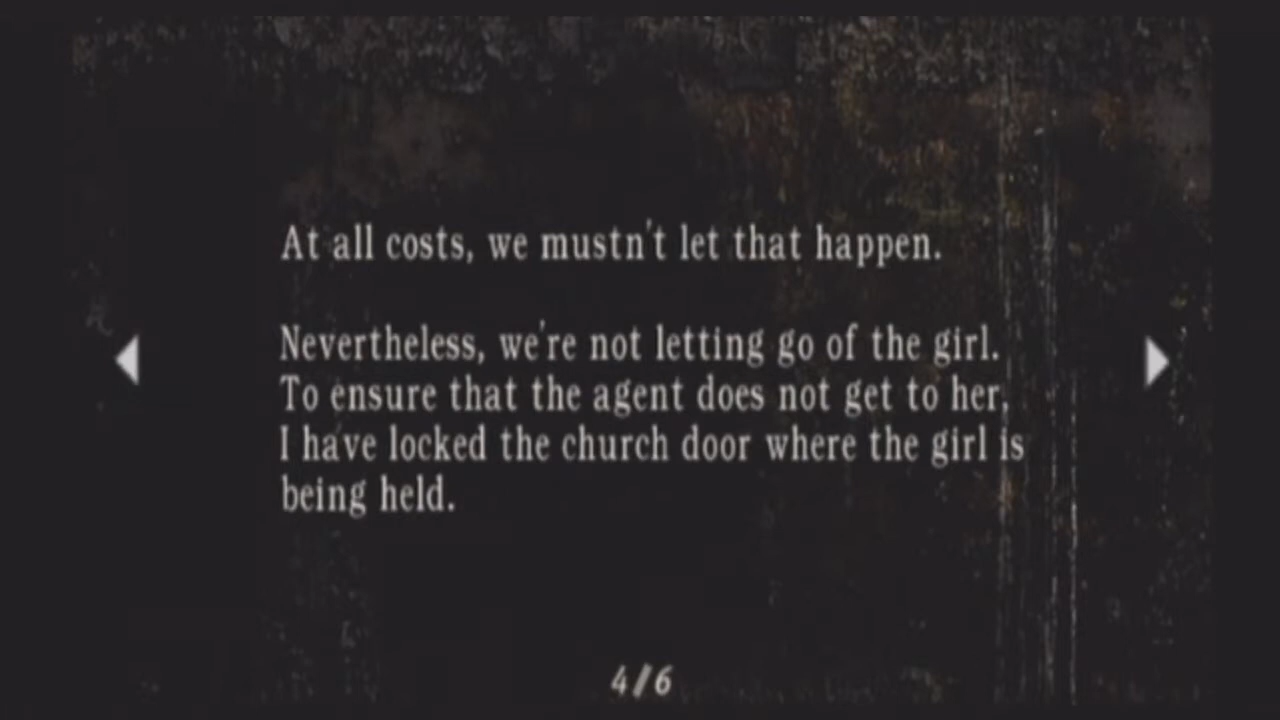 At all costs, we mustn't let that happen.
Nevertheless, we're not letting go of the girl.
To ensure that the agent does not get to her,
I have locked the church door where the girl is
being held.
4/6